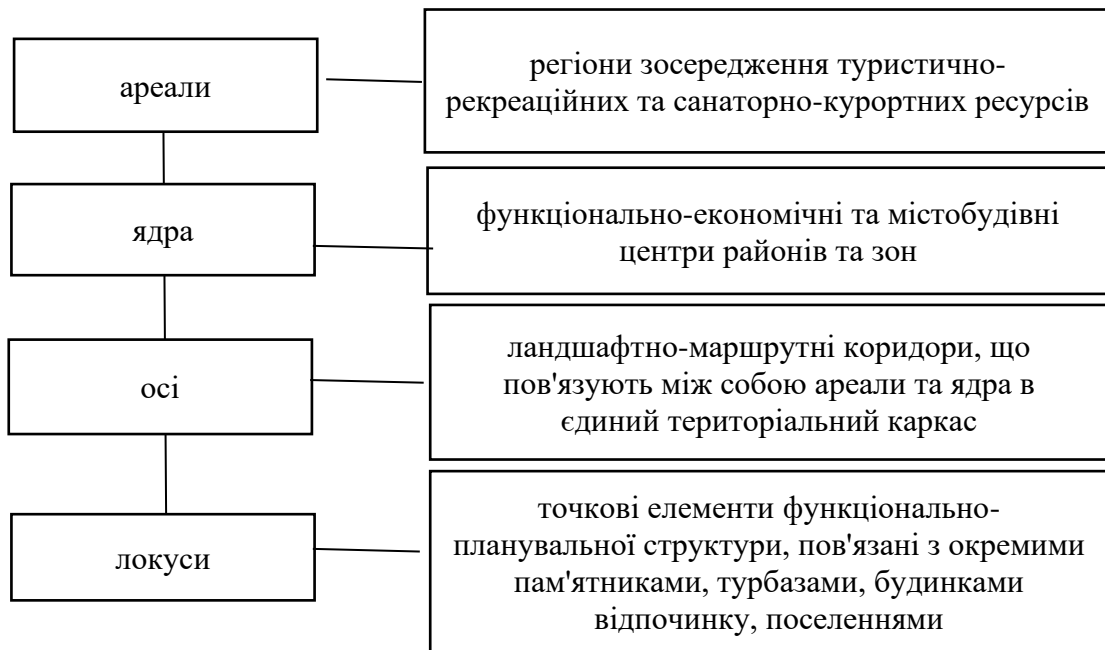 ареали
регіони зосередження туристично-
рекреаційних та санаторно-курортних ресурсів
ядра
функціонально-економічні та містобудівні
центри районів та зон
осі
ландшафтно-маршрутні коридори, що
пов'язують між собою ареали та ядра в
єдиний територіальний каркас
локуси
точкові елементи функціонально-
планувальної структури, пов'язані з окремими
пам'ятниками, турбазами, будинками
відпочинку, поселеннями